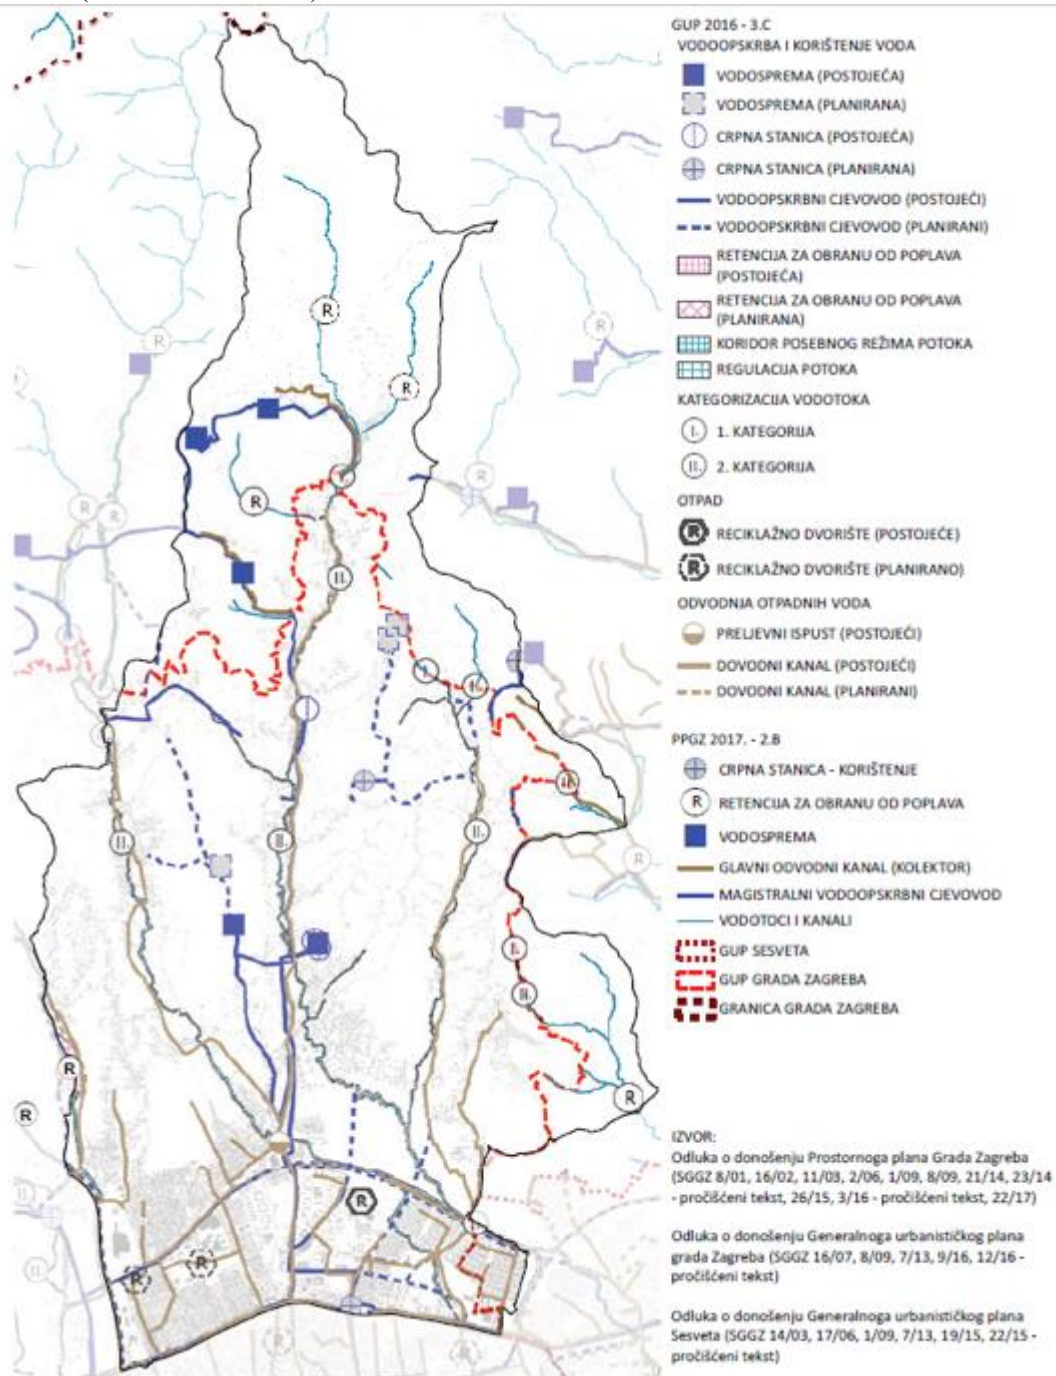 GUP 2016 - 3.C
VODOOPSKRBA I KORIŠTENJE VODA
VODOSPREMA (POSTOJEĆA)
VODOSPREMA (PLANIRANA)
CRPNA STANICA (POSTOJEĆA)
CRPNA STANICA (PLANIRANA)
VODOOPSKRBNI CJEVOVOD (POSTOJEĆI)
VODOOPSKRBNI CJEVOVOD (PLANIRANI)
RETENCIJA ZA OBRANU OD POPLAVA
(POSTOJEĆA)
RETENCIJA ZA OBRANU OD POPLAVA
(PLANIRANA)
KORIDOR POSEBNOG REŽIMA POTOKA
REGULACIJA POTOKA
KATEGORIZACIJA VODOTOKA
I. 1. KATEGORIJA
II. 2. KATEGORIJA
OTPAD
R RECIKLAŽNO DVORIŠTE (POSTOJEĆE)
R RECIKLAŽNO DVORIŠTE (PLANIRANO)
ODVODNJA OTPADNIH VODA
PRELJEVNI ISPUST (POSTOJEĆI)
DOVODNI KANAL (POSTOJEĆI)
DOVODNI KANAL (PLANIRANI)
PPGZ 2017. - 2.B
CRPNA STANICA - KORIŠTENJE
R RETENCIJA ZA OBRANU OD POPLAVA
VODOSPREMA
GLAVNI ODVODNI KANAL (KOLEKTOR)
MAGISTRALNI VODOOPSKRBNI CJEVOVOD
VODOTOCI I KANALI
GUP SESVETA
GUP GRADA ZAGREBA
GRANICA GRADA ZAGREBA
IZVOR:
Odluka o donošenju Prostornoga plana Grada Zagreba
(SGGZ 8/01, 16/02, 11/03, 2/06, 1/09, 8/09, 21/14, 23/14
- pročišćeni tekst, 26/15, 3/16 - pročišćeni tekst, 22/17)
Odluka o donošenju Generalnoga urbanističkog plana
grada Zagreba (SGGZ 16/07, 8/09, 7/13, 9/16, 12/16 -
pročišćeni tekst)
Odluka o donošenju Generalnoga urbanističkog plana
Sesveta (SGGZ 14/03, 17/06, 1/09, 7/13, 19/15, 22/15 -
pročišćeni tekst)
R
R
R
R
R
R
II.
I.
II.
II.
II.
I.
II.
R
R
R
R
R
R